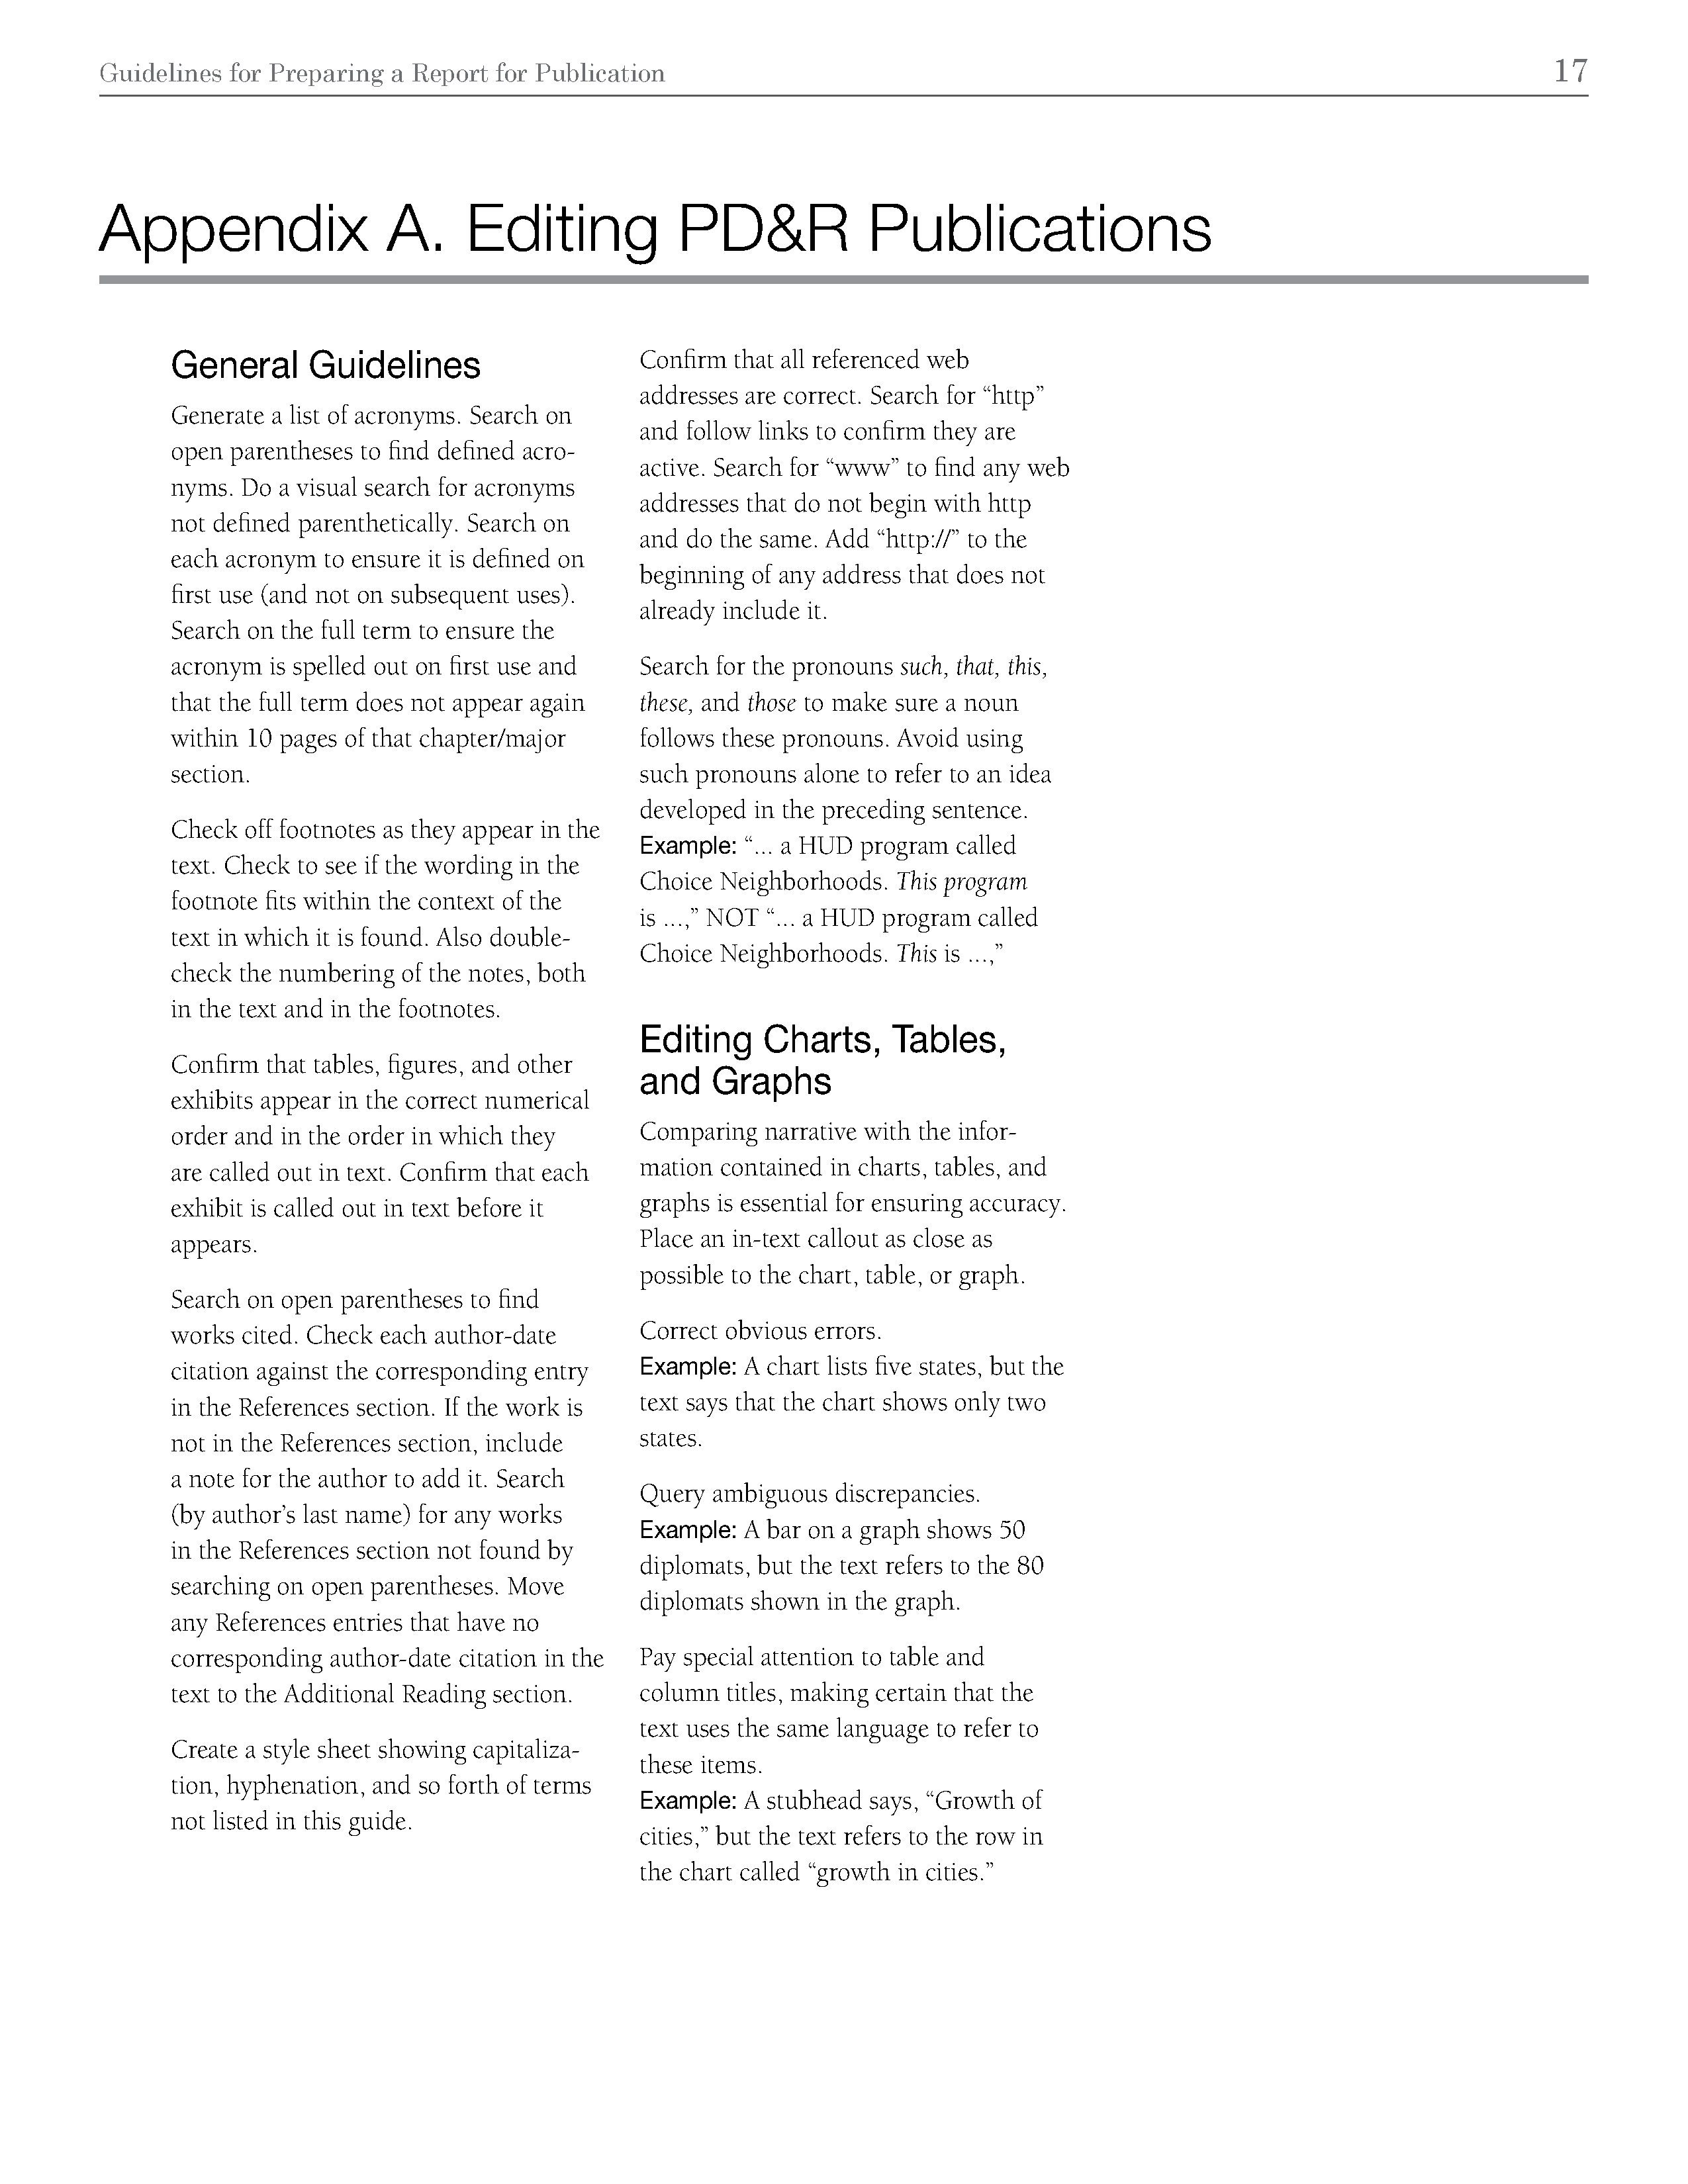 Guidelines for Preparing a Report for Publication 17
Appendix A. Editing PD&R Publications
General Guidelines
Generate a list of acronyms. Search on
open parentheses to find defined acro-
nyms. Do a visual search for acronyms
not defined parenthetically. Search on
each acronym to ensure it is defined on
first use (and not on subsequent uses).
Search on the full term to ensure the
acronym is spelled out on first use and
that the full term does not appear again
within 10 pages of that chapter/major
section.
Check off footnotes as they appear in the
text. Check to see if the wording in the
footnote fits within the context of the
text in which it is found. Also double-
check the numbering of the notes, both
in the text and in the footnotes.
Confirm that tables, figures, and other
exhibits appear in the correct numerical
order and in the order in which they
are called out in text. Confirm that each
exhibit is called out in text before it
appears.
Search on open parentheses to find
works cited. Check each author-date
citation against the corresponding entry
in the References section. If the work is
not in the References section, include
a note for the author to add it. Search
(by author’s last name) for any works
in the References section not found by
searching on open parentheses. Move
any References entries that have no
corresponding author-date citation in the
text to the Additional Reading section.
Create a style sheet showing capitaliza-
tion, hyphenation, and so forth of terms
not listed in this guide.
Confirm that all referenced web
addresses are correct. Search for “http”
and follow links to confirm they are
active. Search for “www” to find any web
addresses that do not begin with http
and do the same. Add “http://” to the
beginning of any address that does not
already include it.
Search for the pronouns such, that, this,
these, and those to make sure a noun
follows these pronouns. Avoid using
such pronouns alone to refer to an idea
developed in the preceding sentence.
Example: “... a HUD program called
Choice Neighborhoods. This program
is ...,” NOT “... a HUD program called
Choice Neighborhoods. This is ...,”
Editing Charts, Tables,
and Graphs
Comparing narrative with the infor-
mation contained in charts, tables, and
graphs is essential for ensuring accuracy.
Place an in-text callout as close as
possible to the chart, table, or graph.
Correct obvious errors.
Example: A chart lists five states, but the
text says that the chart shows only two
states.
Query ambiguous discrepancies.
Example: A bar on a graph shows 50
diplomats, but the text refers to the 80
diplomats shown in the graph.
Pay special attention to table and
column titles, making certain that the
text uses the same language to refer to
these items.
Example: A stubhead says, “Growth of
cities,” but the text refers to the row in
the chart called “growth in cities.”